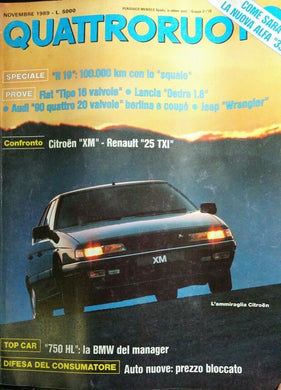 NOVEMBRE 1989 - L. 5000
QUATTRORUOT
COME SARA'
LA NUOVA ALFA "33
SPECIALE "R 19": 100.000 km con lo "squalo"
PROVE Fiat "Tipo 16 valvole" • Lancia "Dedra 1.8"
• Audi "90 quattro 20 valvole" berlina e coupé • Jeep "Wrangler"
Confronto Citroën "XM" - Renault "25 TXI"
XM
L'ammiraglia Citroën
TOP CAR "750 HL": la BMW del manager
DIFESA DEL CONSUMATORE Auto nuove: prezzo bloccato